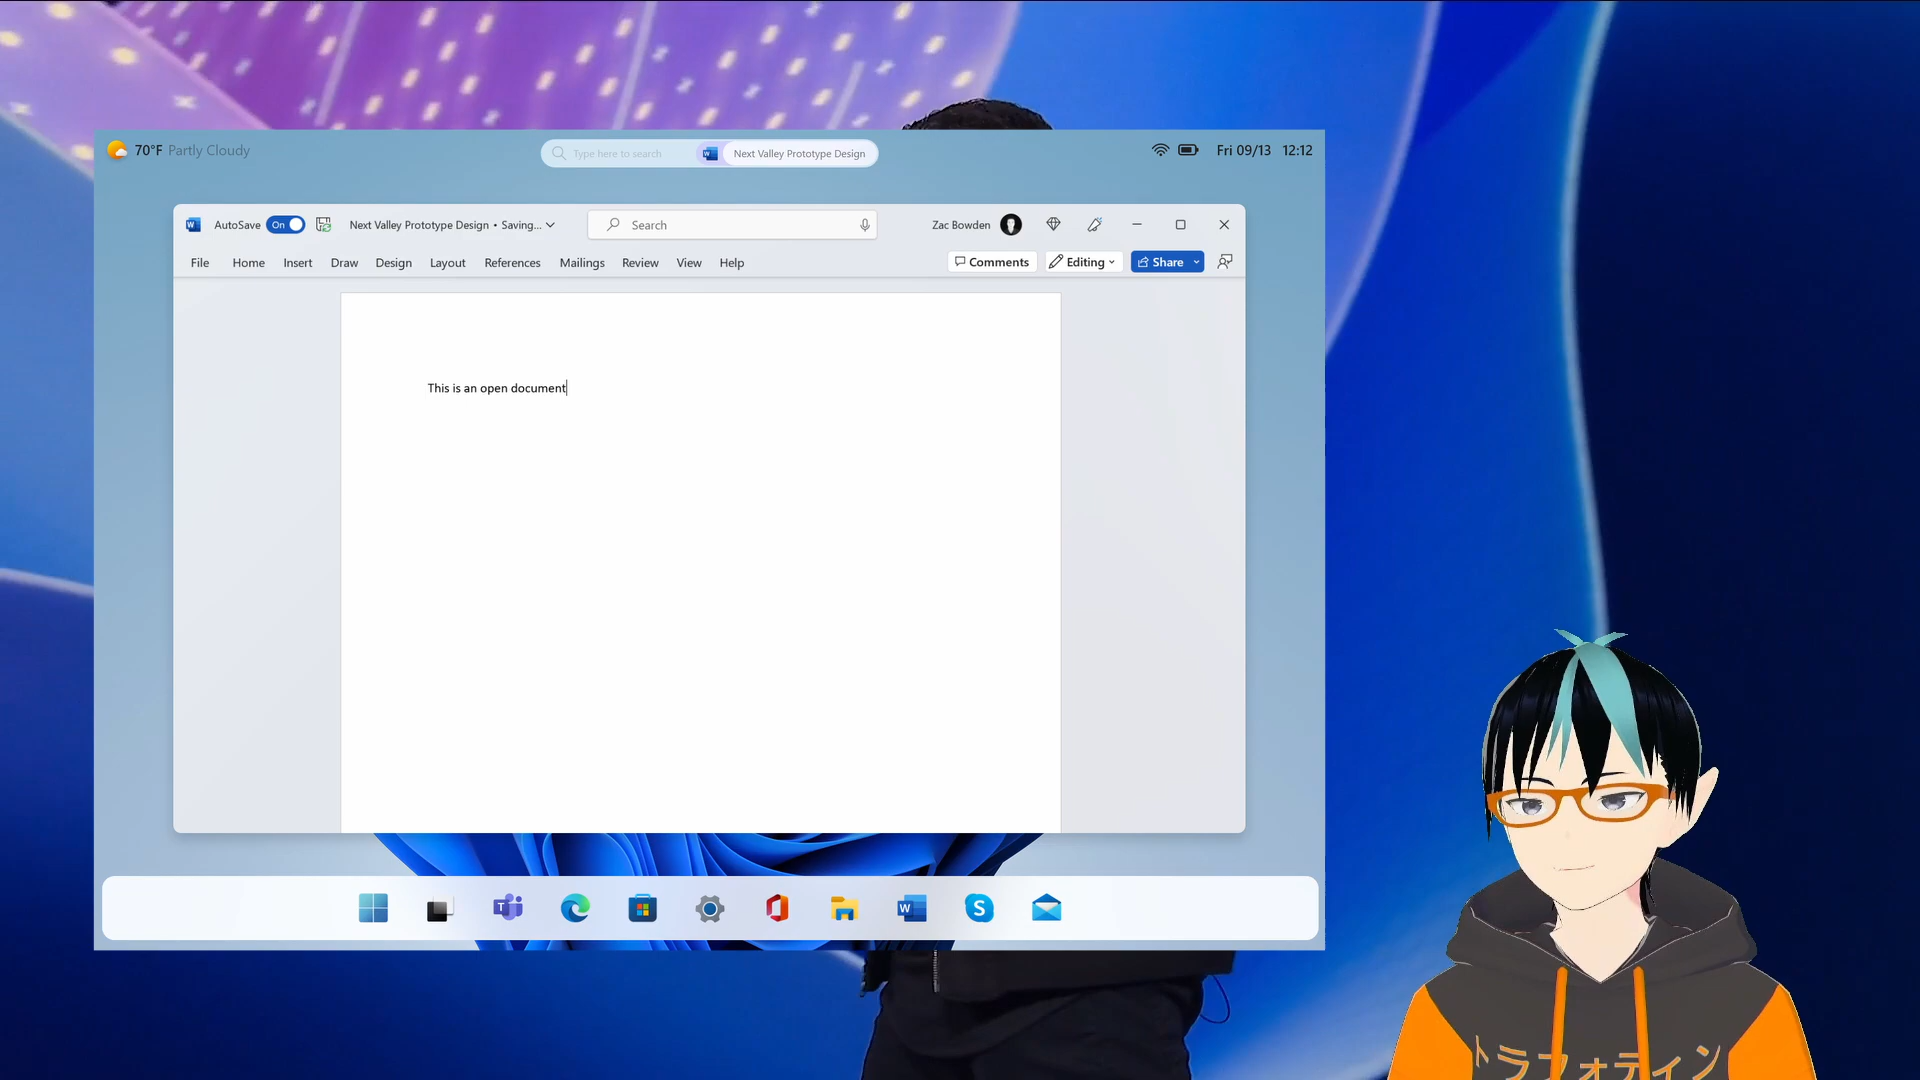 70°F Partly Cloudy
Type here to search
Next Valley Prototype Design
Fri 09/13 12:12
AutoSave On
Next Valley Prototype Design • Saving...
Search
Zac Bowden
File Home Insert Draw Design Layout References Mailings Review View Help
Comments Editing Share
This is an open document
トラフォティン